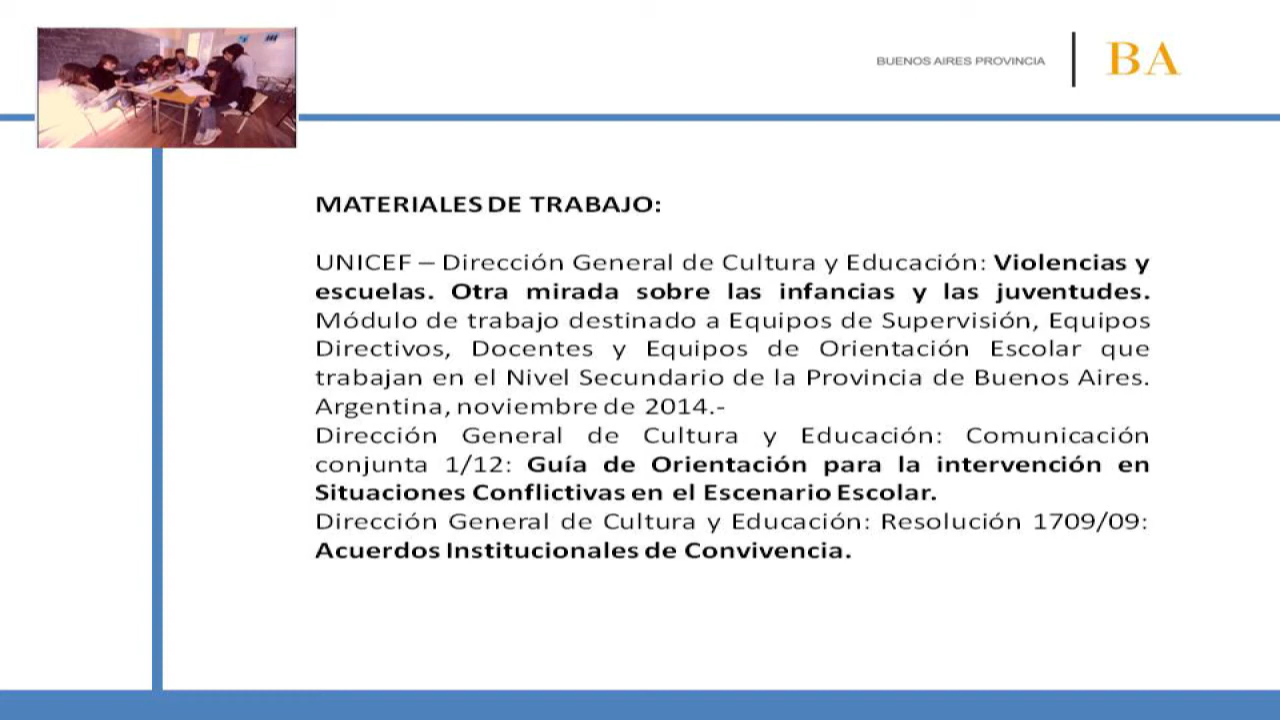 BUENOS AIRES PROVINCIA
BA
MATERIALES DE TRABAJO:
UNICEF – Dirección General de Cultura y Educación: Violencias y
escuelas. Otra mirada sobre las infancias y las juventudes.
Módulo de trabajo destinado a Equipos de Supervisión, Equipos
Directivos, Docentes y Equipos de Orientación Escolar que
trabajan en el Nivel Secundario de la Provincia de Buenos Aires.
Argentina, noviembre de 2014.-
Dirección General de Cultura y Educación: Comunicación
conjunta 1/12: Guía de Orientación para la intervención en
Situaciones Conflictivas en el Escenario Escolar.
Dirección General de Cultura y Educación: Resolución 1709/09:
Acuerdos Institucionales de Convivencia.